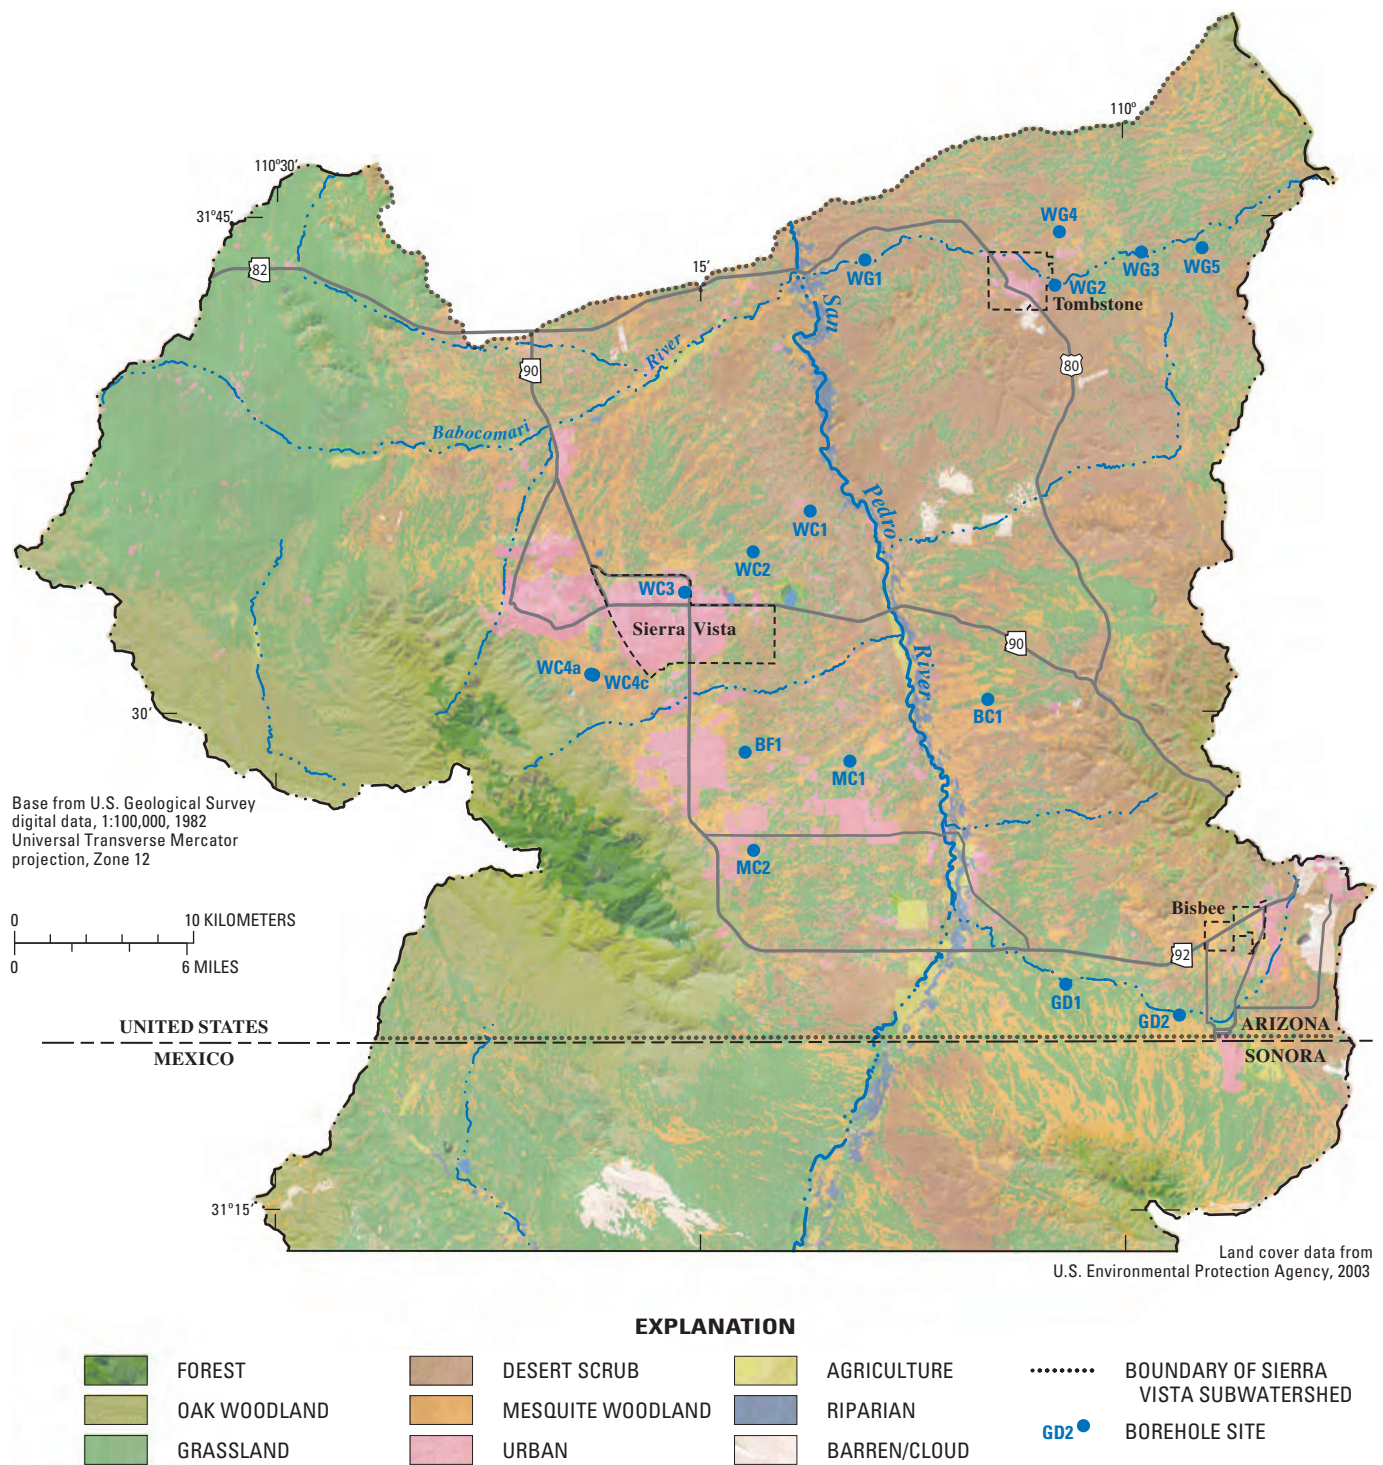 110°
110°30′
31°45′
82
WG4
WG1
WG3
WG5
WG2
Tombstone
15′
San
River
90
80
Babocomari
Pedro
WC1
WC2
WC3
Sierra Vista
90
WC4a
WC4c
River
30′
BC1
BF1
MC1
Base from U.S. Geological Survey
digital data, 1:100,000, 1982
Universal Transverse Mercator
projection, Zone 12
MC2
0 10 KILOMETERS
0 6 MILES
Bisbee
92
GD1
GD2
UNITED STATES
ARIZONA
MEXICO
SONORA
31°15′
Land cover data from
U.S. Environmental Protection Agency, 2003
EXPLANATION
FOREST
OAK WOODLAND
GRASSLAND
DESERT SCRUB
MESQUITE WOODLAND
URBAN
AGRICULTURE
RIPARIAN
BARREN/CLOUD
BOUNDARY OF SIERRA
VISTA SUBWATERSHED
GD2 BOREHOLE SITE